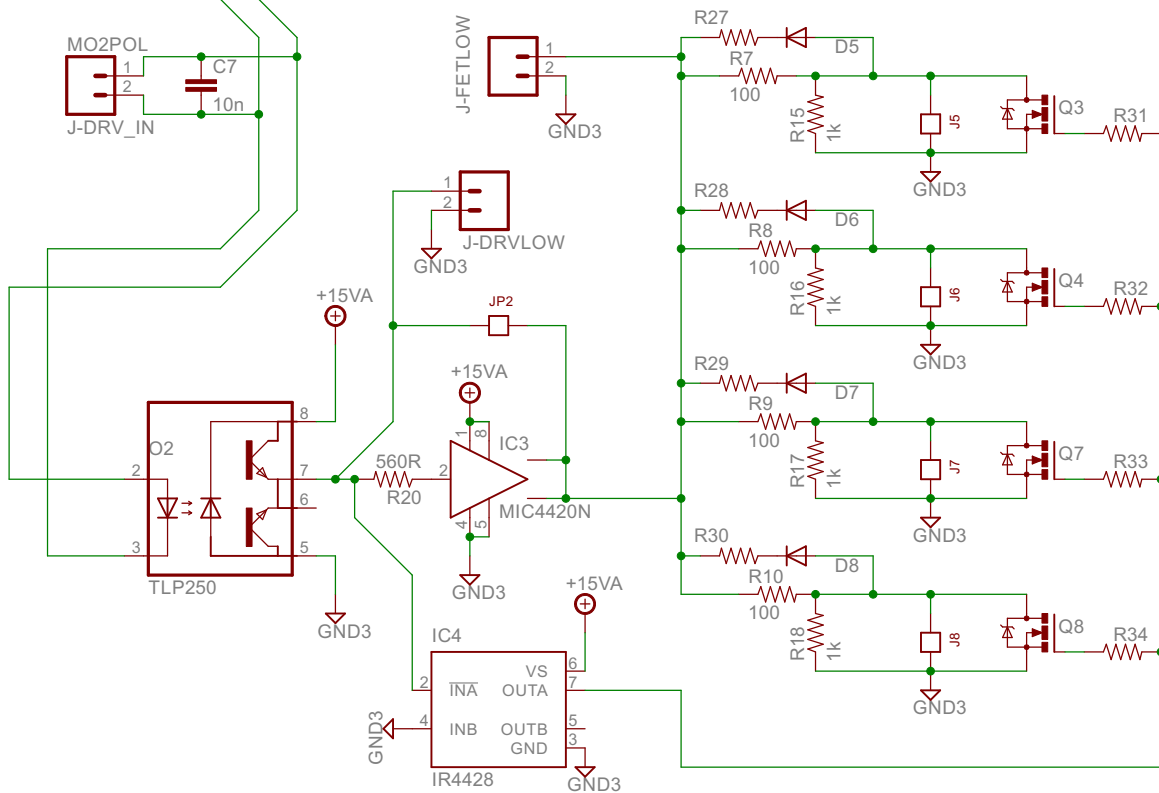 MO2POL
1
2
C7
10n
J-DRV_IN
J-FETLOW
1
2
GND3
R27
D5
R7
100
R15
1k
J5
Q3
R31
GND3
1
2
J-DRVLOW
GND3
R28
D6
R8
100
R16
1k
J6
Q4
R32
GND3
+15VA
JP2
+15VA
R29
D7
R9
100
R17
1k
J7
Q7
R33
GND3
O2
8
7
6
5
2
3
TLP250
GND3
560R
R20
2
1
8
IC3
4
5
MIC4420N
GND3
R30
D8
R10
100
R18
1k
J8
Q8
R34
GND3
+15VA
IC4
VS
6
2
INA
OUTA
7
GND3
4
INB
OUTB
5
GND
3
IR4428
GND3